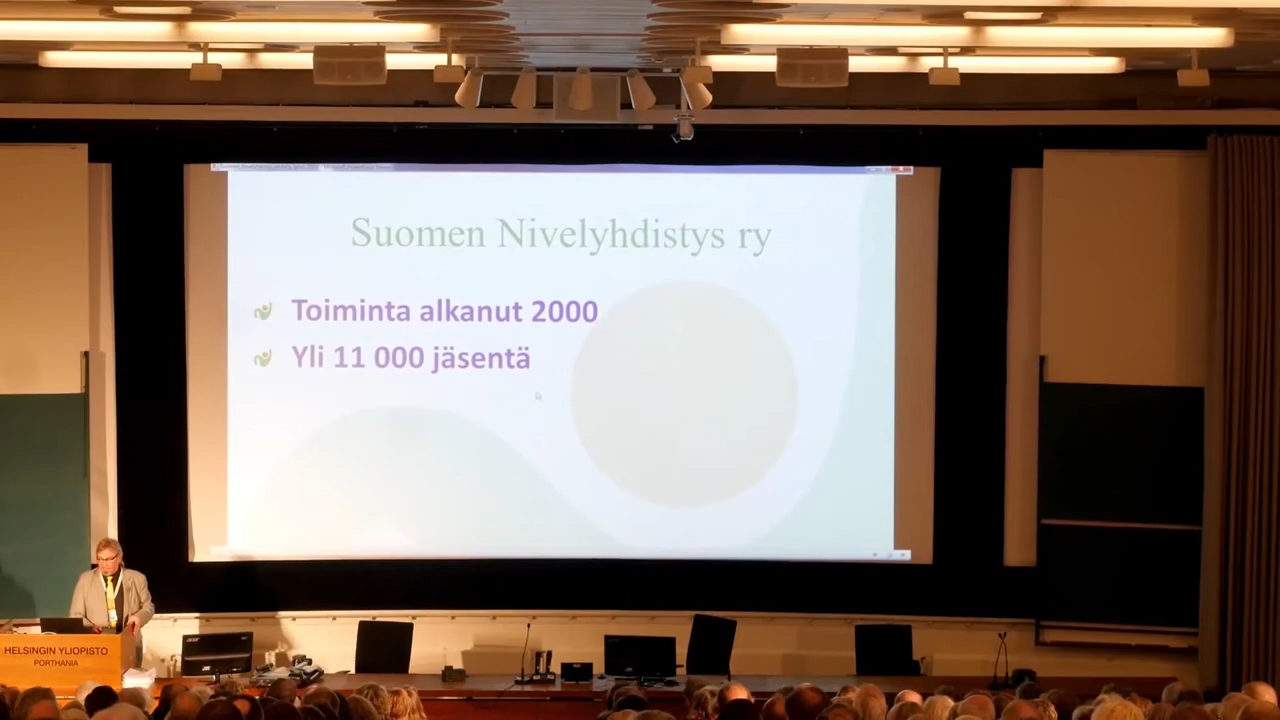 Suomen Nivelyhdistys ry
Toiminta alkanut 2000
Yli 11 000 jäsentä
HELSINGIN YLIOPISTO
PORTHANIA